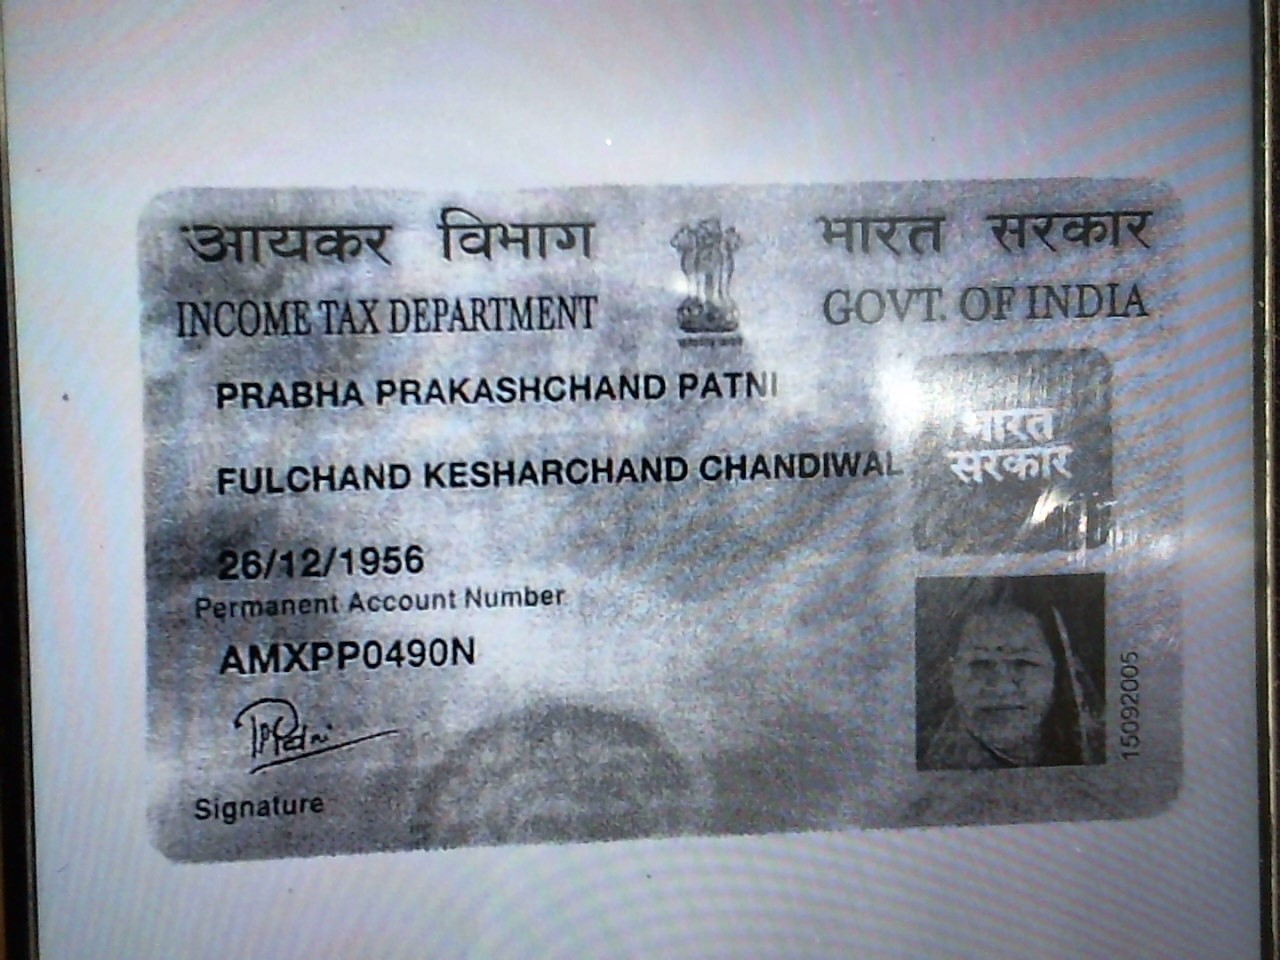 आयकर विभाग
INCOME TAX DEPARTMENT
भारत सरकार
GOVT. OF INDIA
PRABHA PRAKASHCHAND PATNI
FULCHAND KESHARCHAND CHANDIWAL
भारत
सरकार
26/12/1956
Permanent Account Number
AMXPP0490N
PPPatni
Signature
15092005